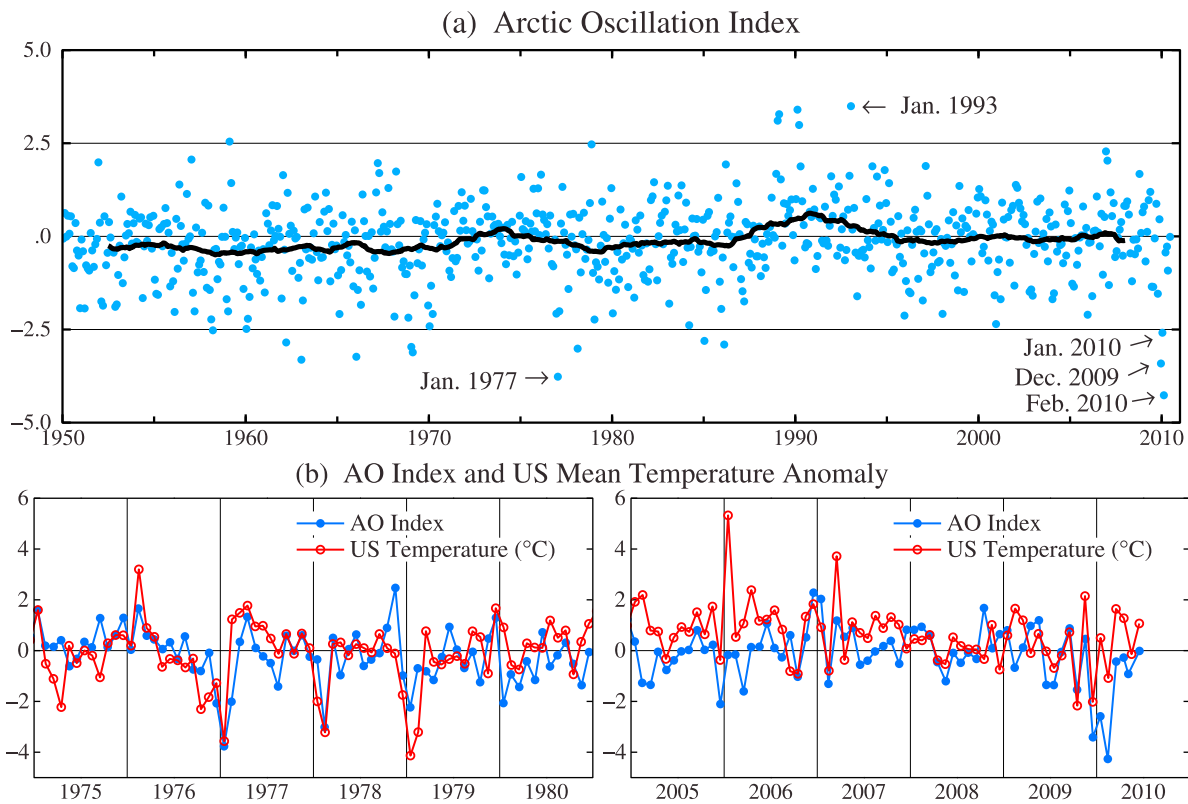 (a) Arctic Oscillation Index
5.0
2.5
.0
−2.5
−5.0
← Jan. 1993
Jan. 1977 →
Jan. 2010 →
Dec. 2009 →
Feb. 2010 →
1950 1960 1970 1980 1990 2000 2010
(b) AO Index and US Mean Temperature Anomaly
6
4
2
0
−2
−4
AO Index
US Temperature (°C)
1975 1976 1977 1978 1979 1980
6
4
2
0
−2
−4
AO Index
US Temperature (°C)
2005 2006 2007 2008 2009 2010